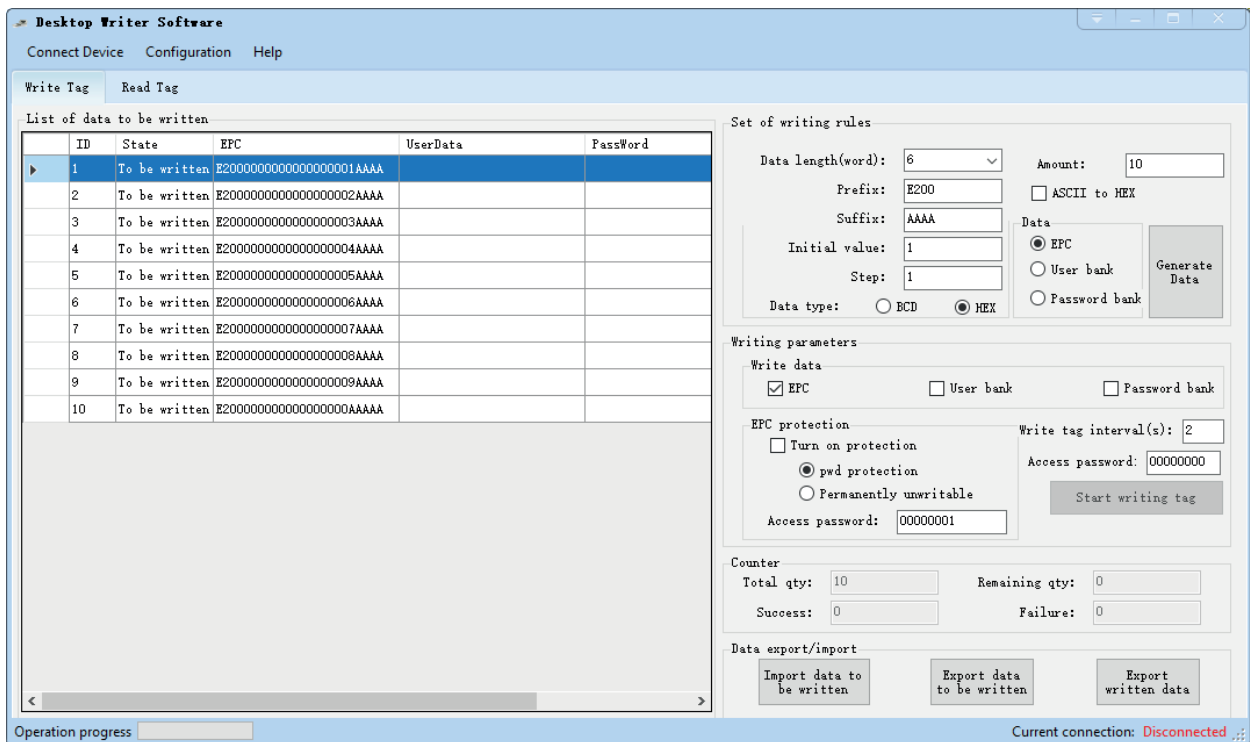 Desktop Writer Software
Connect Device Configuration Help
Write Tag Read Tag
List of data to be written
ID State EPC UserData PassWord
1 To be written E2000000000000000001AAAA
2 To be written E2000000000000000002AAAA
3 To be written E2000000000000000003AAAA
4 To be written E2000000000000000004AAAA
5 To be written E2000000000000000005AAAA
6 To be written E2000000000000000006AAAA
7 To be written E2000000000000000007AAAA
8 To be written E2000000000000000008AAAA
9 To be written E2000000000000000009AAAA
10 To be written E200000000000000000AAAAA
Set of writing rules
Data length(word): 6 Amount: 10
Prefix: E200 ASCII to HEX
Suffix: AAAA
Initial value: 1
Step: 1
Data type: BCD HEX
Data
EPC
User bank
Password bank
Generate
Data
Writing parameters
Write data
EPC User bank Password bank
EPC protection
Turn on protection
pwd protection
Permanently unwritable
Access password: 00000001
Write tag interval(s): 2
Access password: 00000000
Start writing tag
Counter
Total qty: 10 Remaining qty: 0
Success: 0 Failure: 0
Data export/import
Import data to
be written
Export data
to be written
Export
written data
Operation progress
Current connection: Disconnected